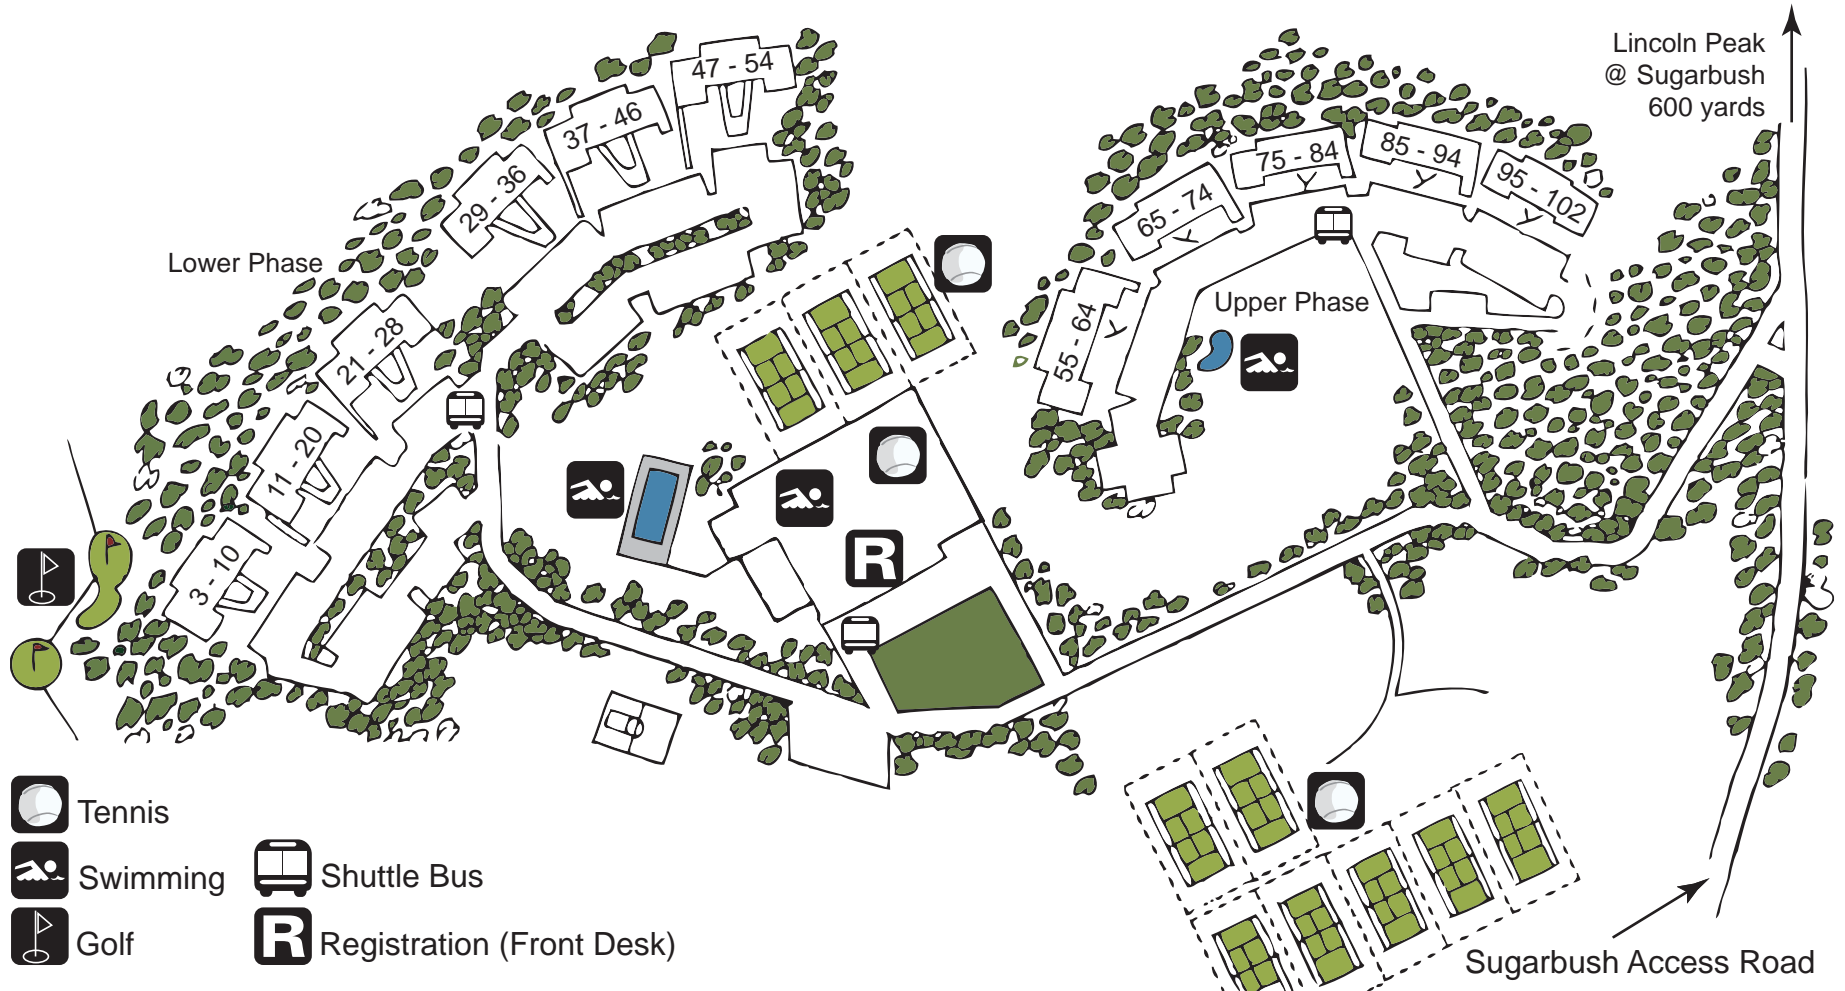 47 - 54
37 - 46
29 - 36
21 - 28
11 - 20
3 - 10
Lower Phase
Lincoln Peak
@ Sugarbush
600 yards
85 - 94
75 - 84
95 - 102
65 - 74
55 - 64
Upper Phase
R
Tennis
Swimming
Shuttle Bus
Golf
R
Registration (Front Desk)
Sugarbush Access Road